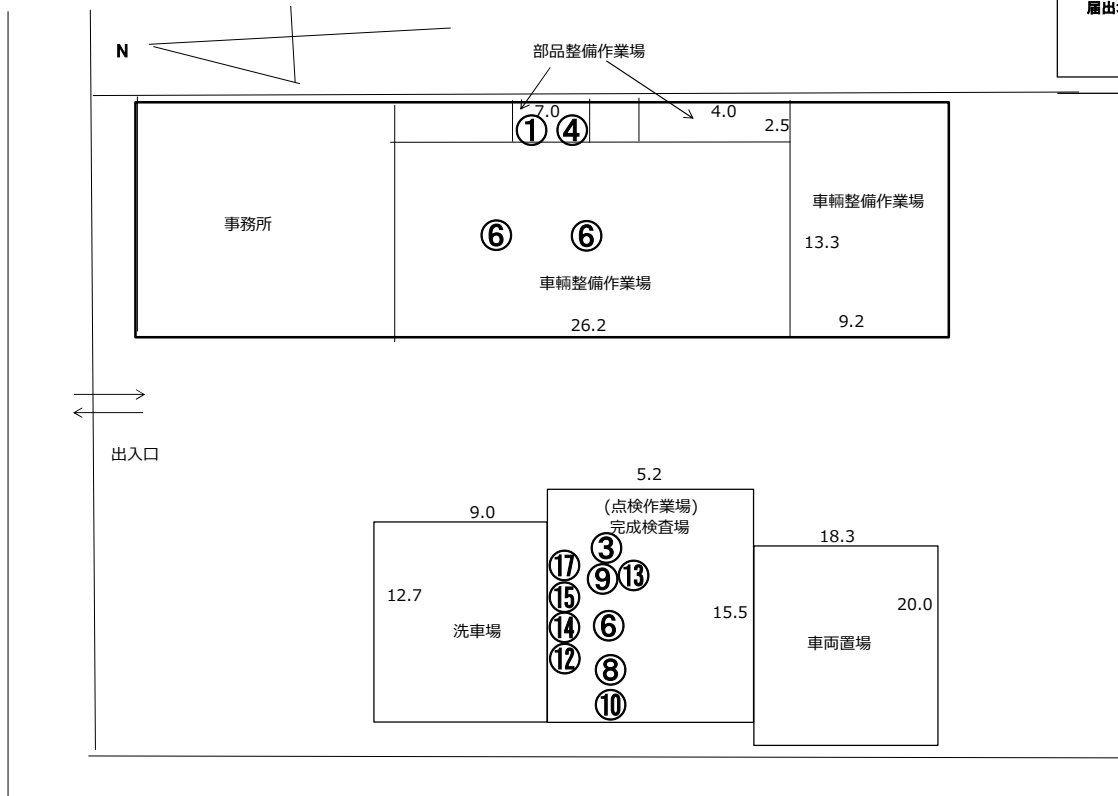 届出
N
部品整備作業場
7.0
4.0
2.5
① ④
車輌整備作業場
事務所
⑥ ⑥
13.3
車輌整備作業場
26.2
9.2
出入口
5.2
9.0
(点検作業場)
完成検査場
18.3
③
⑰
⑨ ⑬
12.7
⑮
20.0
15.5
⑭ ⑥
洗車場
車両置場
⑫
⑧
⑩